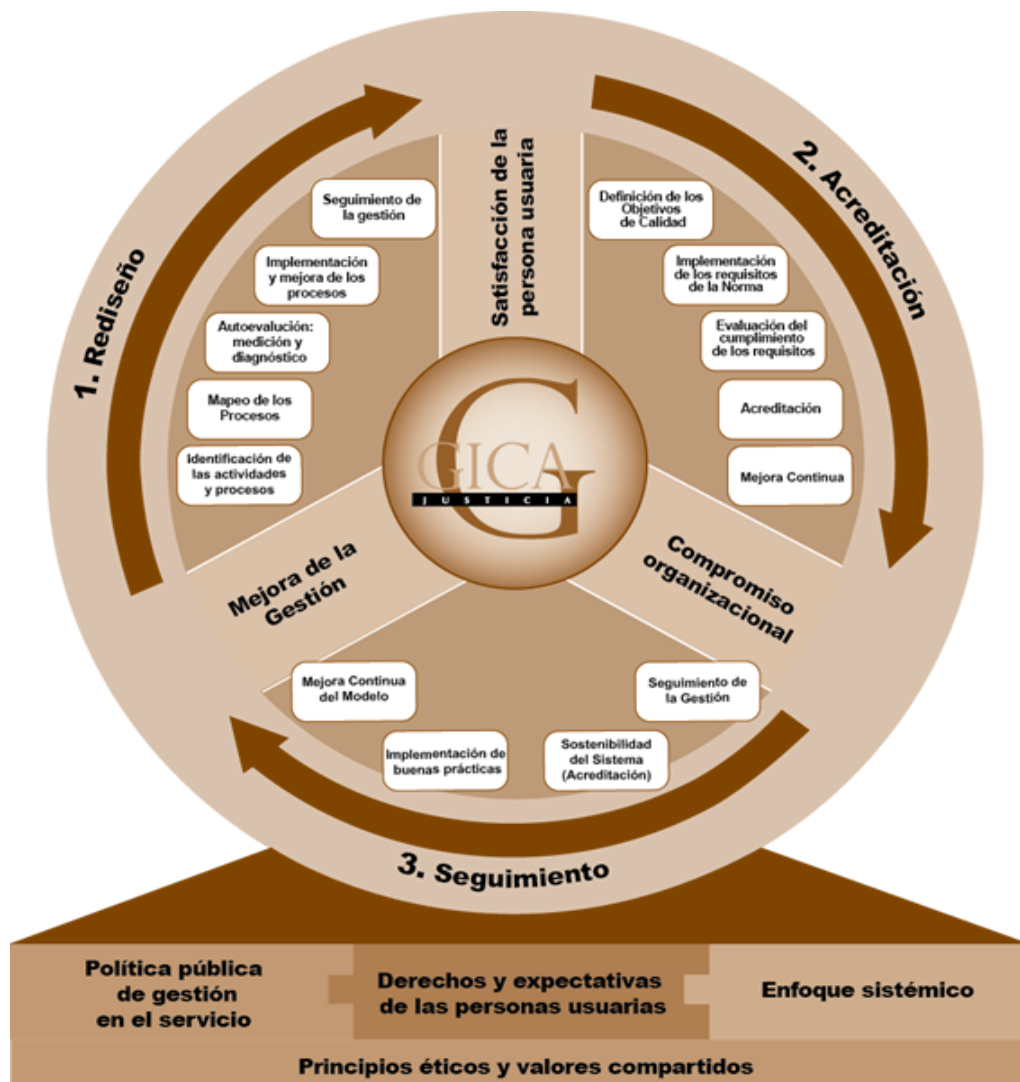 1. Rediseño
Seguimiento de
la gestión
Implementación
y mejora de los
procesos
Autoevalución:
medición y
diagnóstico
Mapeo de los
Procesos
Identificación de
las actividades
y procesos
Satisfacción de la
persona usuaria
2. Acreditación
Definición de los
Objetivos
de Calidad
Implementación
de los requisitos
de la Norma
Evaluación del
cumplimiento
de los requisitos
Acreditación
Mejora Continua
G
GICA
JUSTICIA
Mejora de la
Gestión
Compromiso
organizacional
Mejora Continua
del Modelo
Implementación de
buenas prácticas
Sostenibilidad
del Sistema
(Acreditación)
Seguimiento de
la Gestión
3. Seguimiento
Política pública
de gestión
en el servicio
Derechos y expectativas
de las personas usuarias
Enfoque sistémico
Principios éticos y valores compartidos